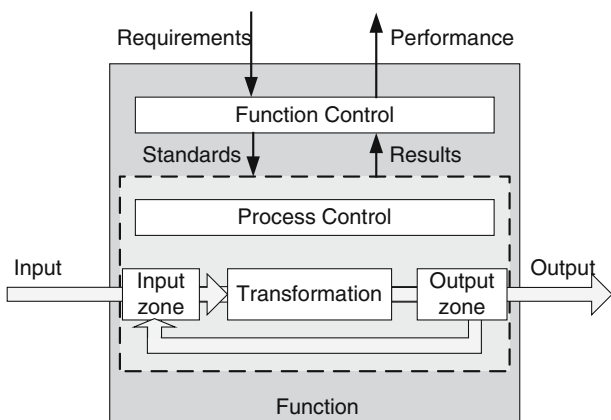 Requirements
Performance
Function Control
Standards
Results
Process Control
Input
Input
zone
Transformation
Output
zone
Output
Function